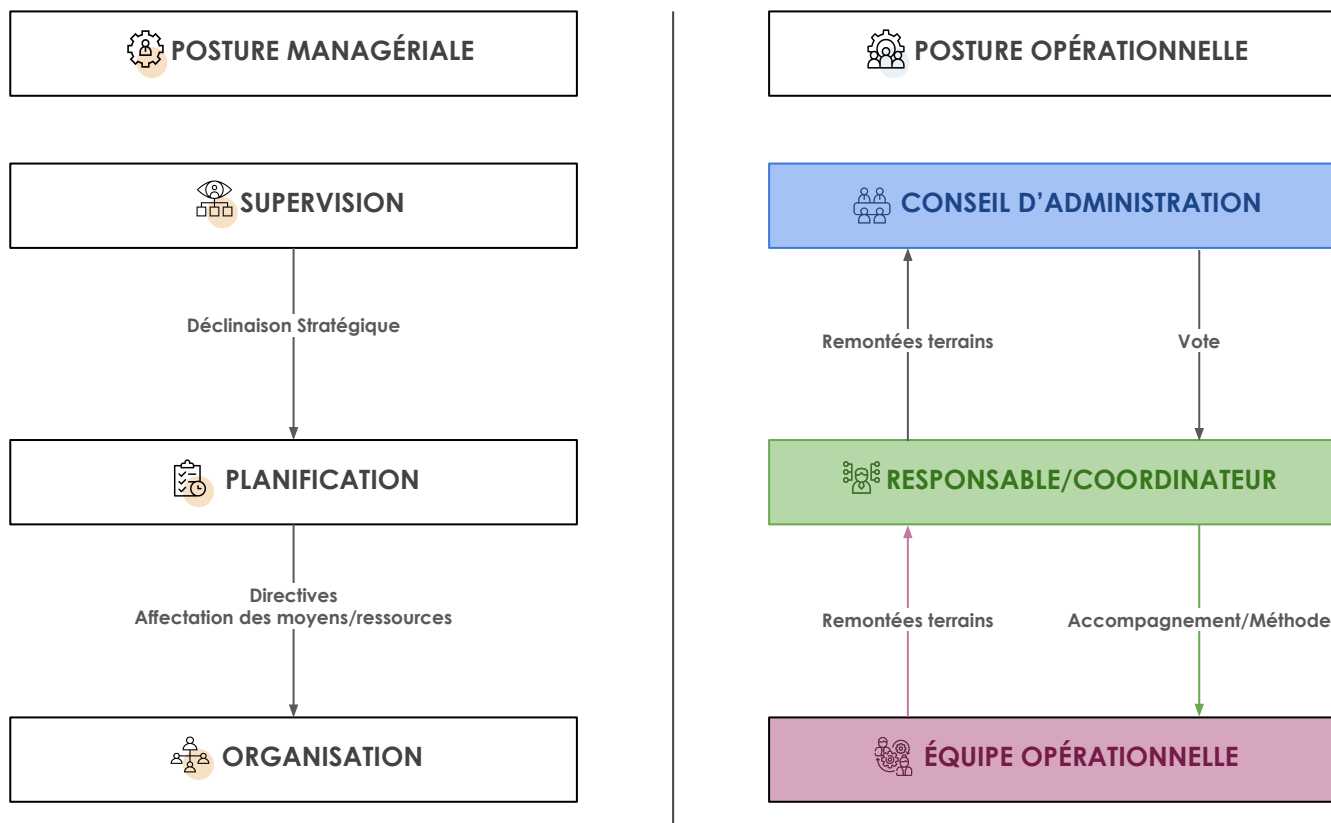 POSTURE MANAGÉRIALE
SUPERVISION
Déclinaison Stratégique
PLANIFICATION
Directives
Affectation des moyens/ressources
ORGANISATION
POSTURE OPÉRATIONNELLE
CONSEIL D’ADMINISTRATION
Remontées terrains
Vote
RESPONSABLE/COORDINATEUR
Remontées terrains
Accompagnement/Méthode
ÉQUIPE OPÉRATIONNELLE